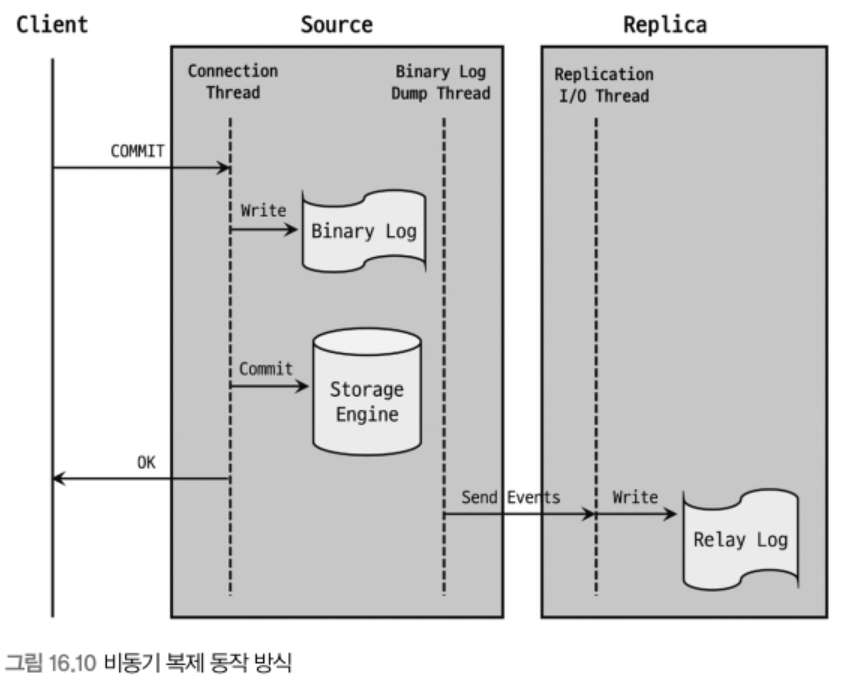 Client
Source
Replica
Connection
Thread
Binary Log
Dump Thread
Replication
I/O Thread
COMMIT
Write
Binary Log
Commit
Storage
Engine
OK
Send Events
Write
Relay Log
그림 16.10 비동기 복제 동작 방식